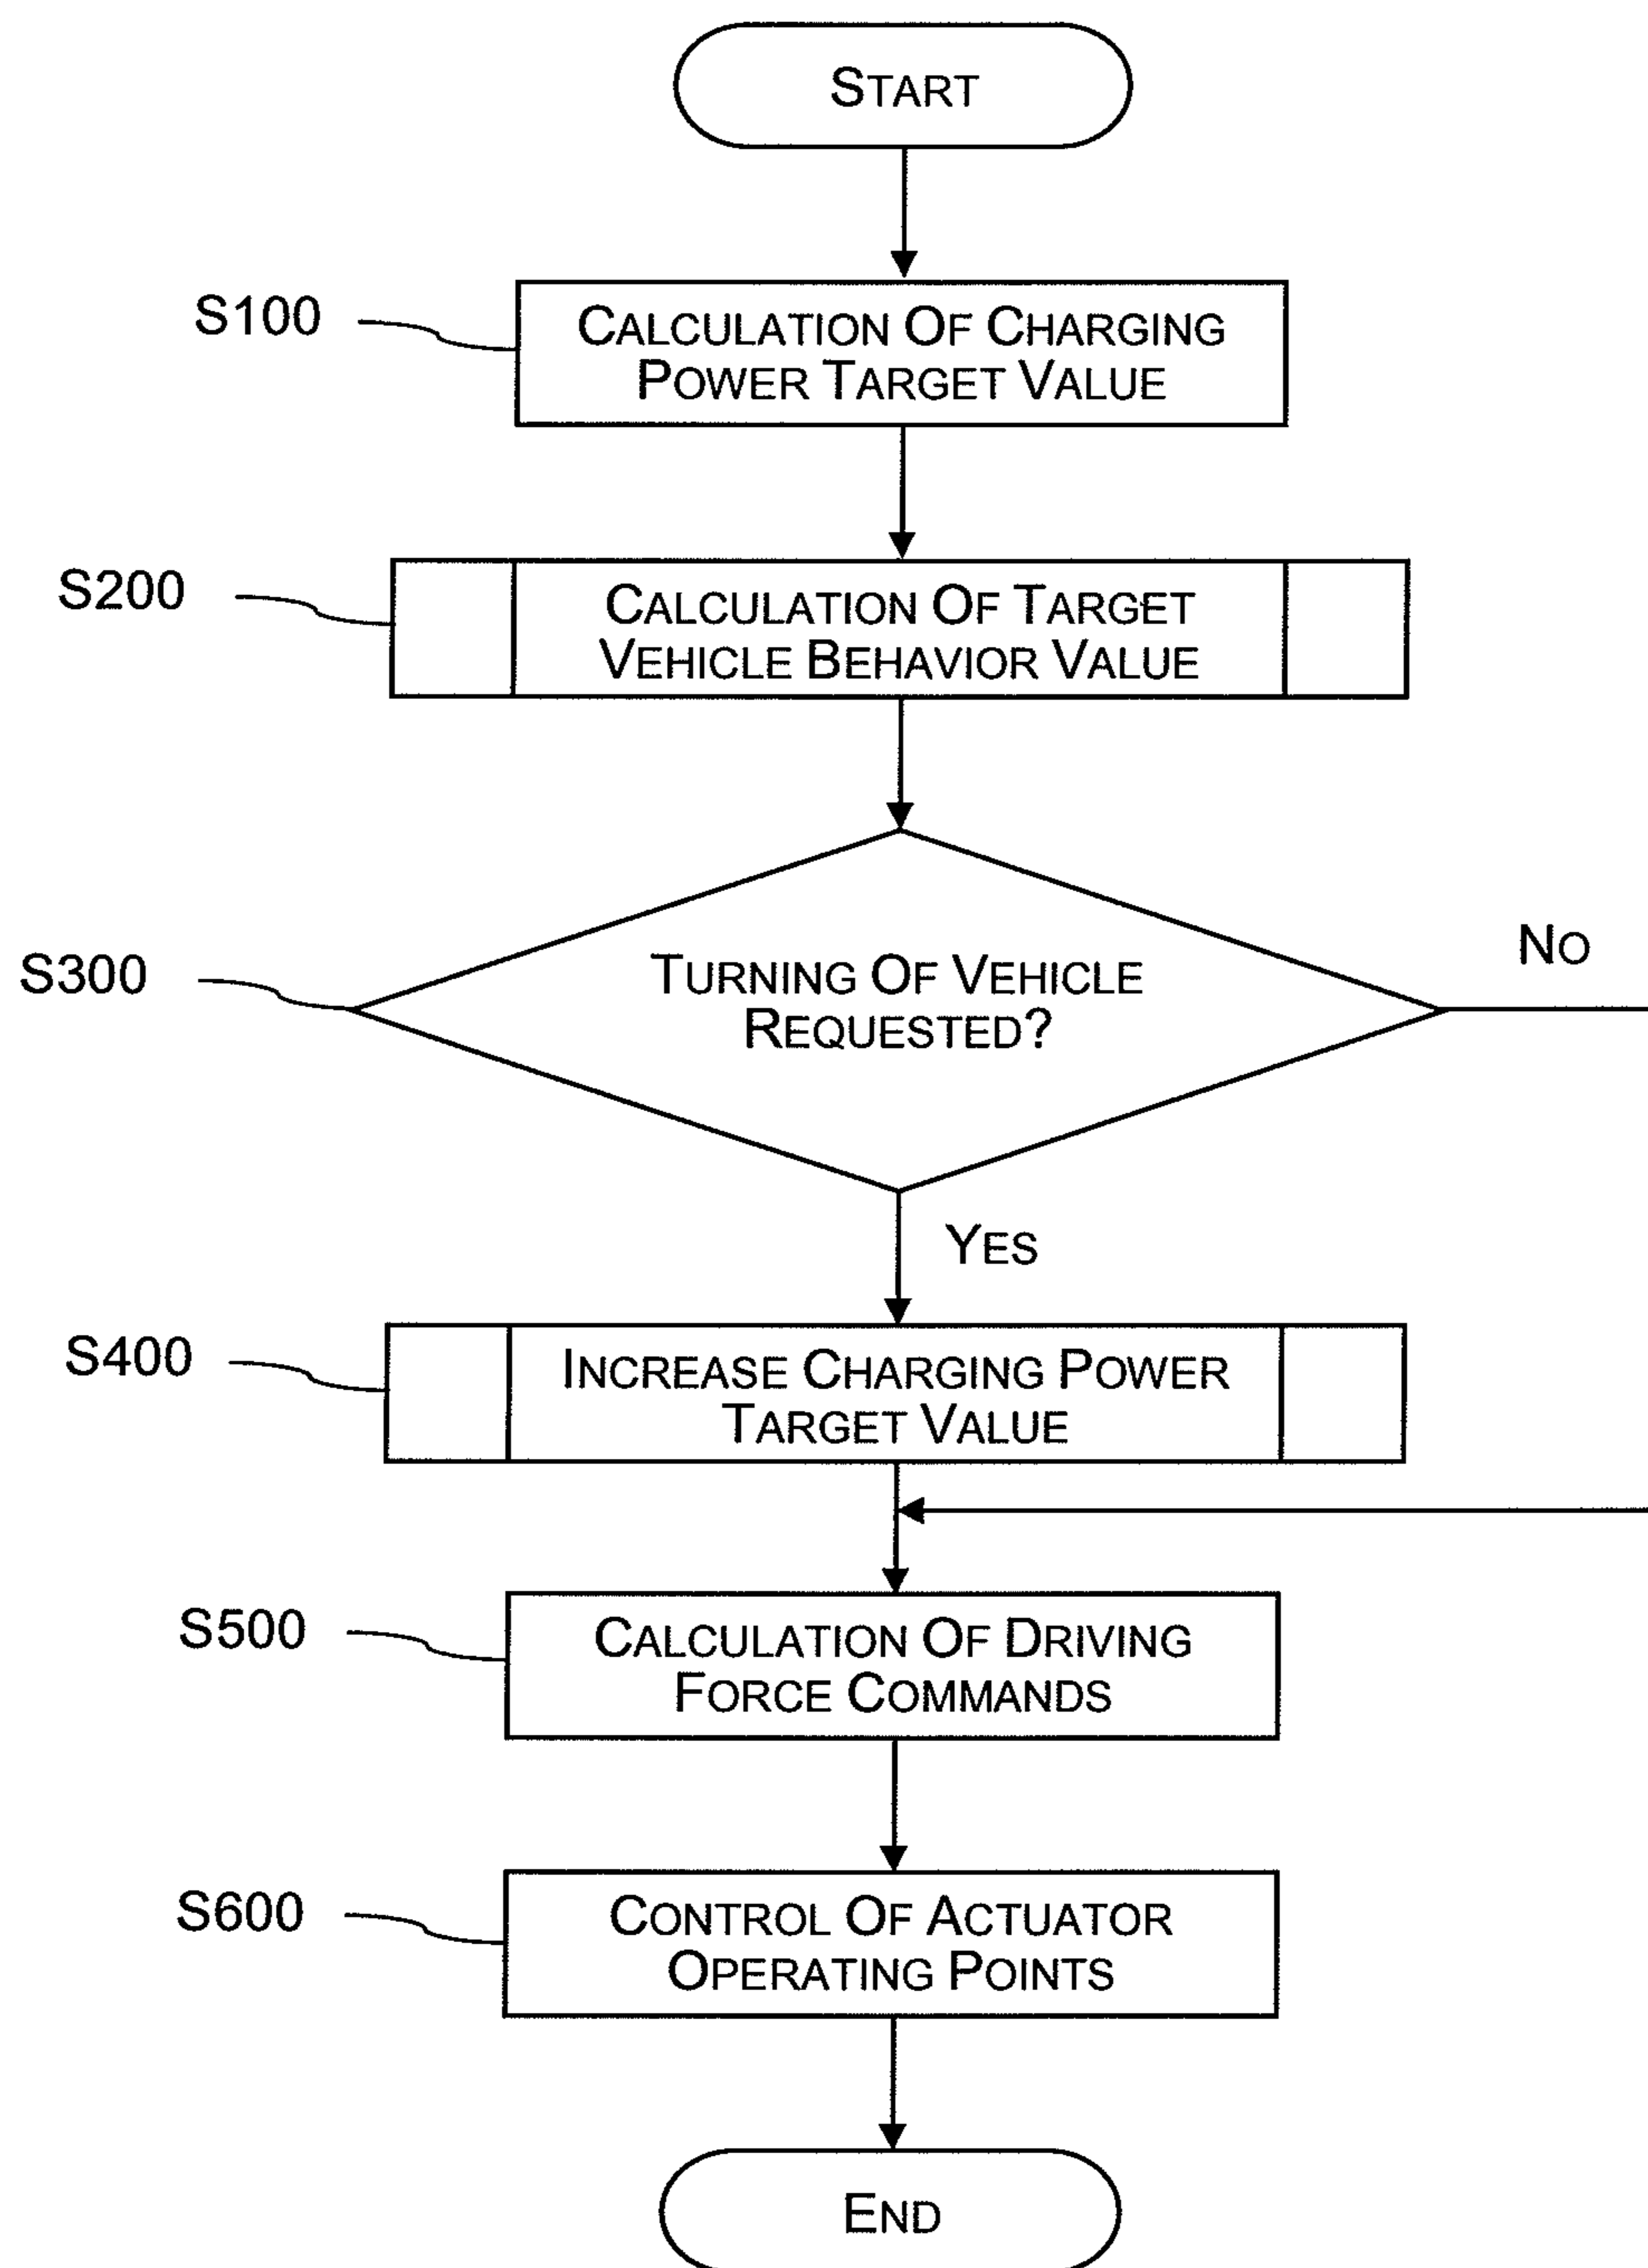 START
S100
CALCULATION OF CHARGING
POWER TARGET VALUE
S200
CALCULATION OF TARGET
VEHICLE BEHAVIOR VALUE
S300
TURNING OF VEHICLE
REQUESTED?
NO
YES
S400
INCREASE CHARGING POWER
TARGET VALUE
S500
CALCULATION OF DRIVING
FORCE COMMANDS
S600
CONTROL OF ACTUATOR
OPERATING POINTS
END